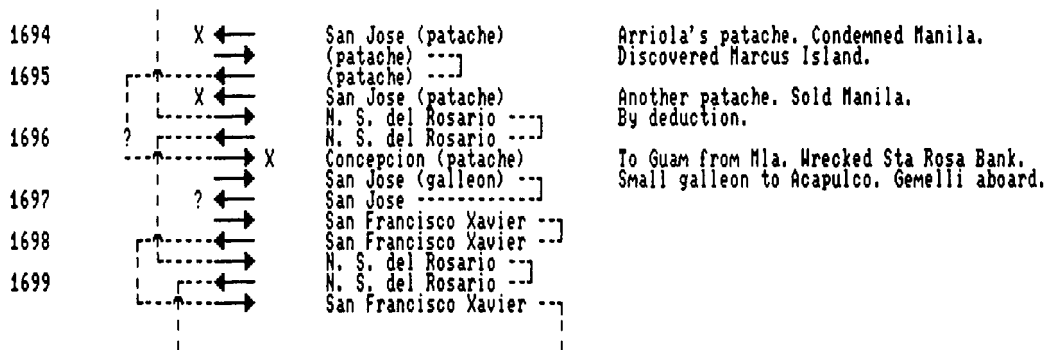 1694 X San Jose (patache) Arriola's patache. Condemned Manila.
(patache) Discovered Marcus Island.
1695 (patache)
X San Jose (patache) Another patache. Sold Manila.
N. S. del Rosario By deduction.
1696 ? N. S. del Rosario
X Concepcion (patache) To Guam from Mla. Wrecked Sta Rosa Bank.
San Jose (galleon) Small galleon to Acapulco. Gemelli aboard.
1697 ? San Jose
San Francisco Xavier
1698 San Francisco Xavier
N. S. del Rosario
1699 N. S. del Rosario
San Francisco Xavier